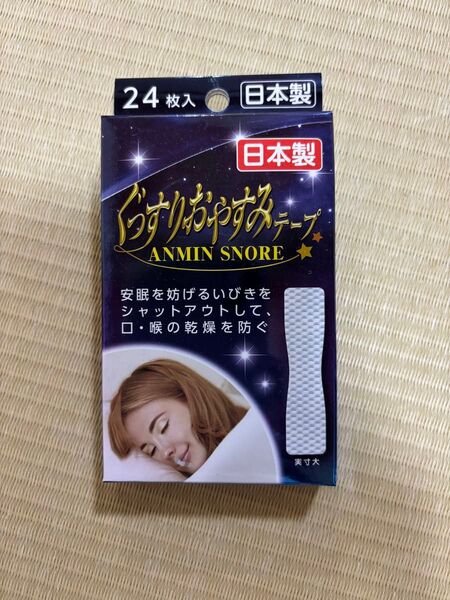 24枚入
日本製
日本製
ぐっすりおやすみテープ
ANMIN SNORE
安眠を妨げるいびきを
シャットアウトして、
口・喉の乾燥を防ぐ
実寸大